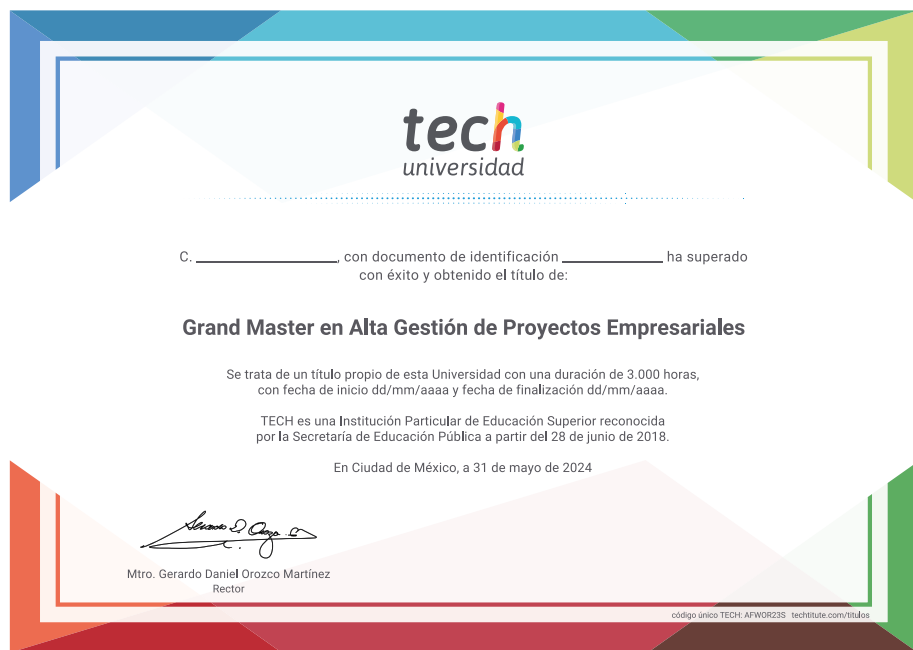 tech
universidad
C. ____________, con documento de identificación ____________ ha superado
con éxito y obtenido el título de:
Grand Master en Alta Gestión de Proyectos Empresariales
Se trata de un título propio de esta Universidad con una duración de 3.000 horas,
con fecha de inicio dd/mm/aaaa y fecha de finalización dd/mm/aaaa.
TECH es una Institución Particular de Educación Superior reconocida
por la Secretaría de Educación Pública a partir del 28 de junio de 2018.
En Ciudad de México, a 31 de mayo de 2024
Mtro. Gerardo Daniel Orozco Martínez
Rector
código único TECH: AFWOR23S techtitute.com/titulos